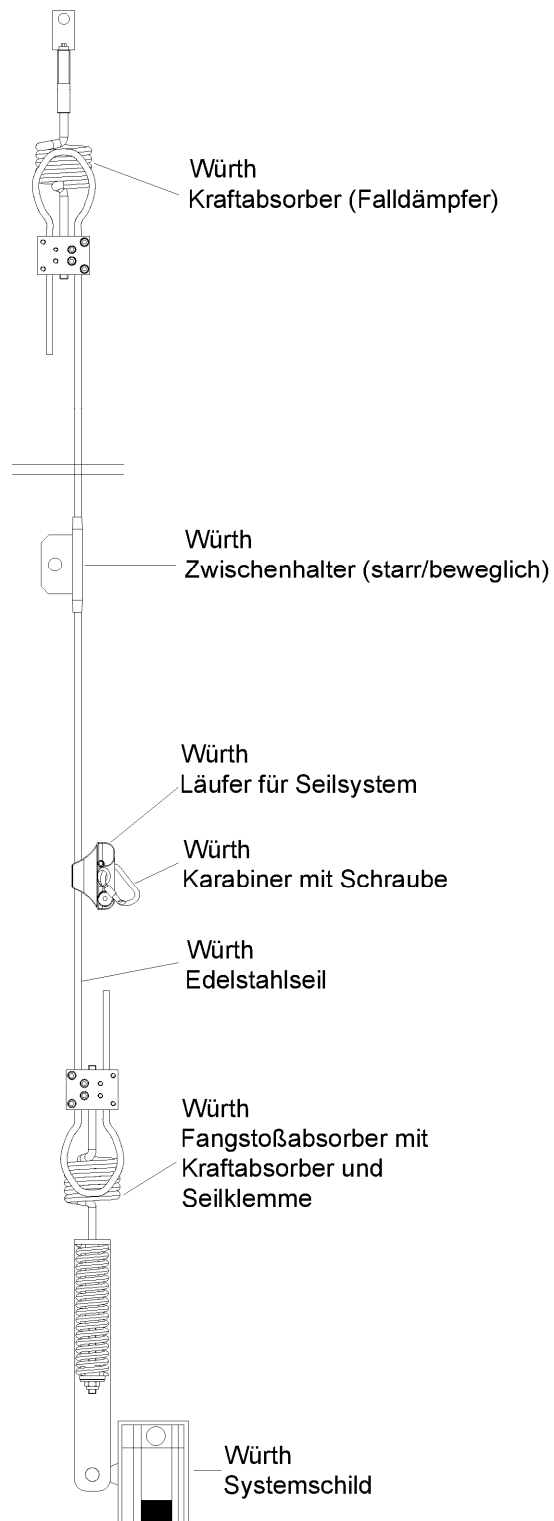 Würth
Kraftabsorber (Falldämpfer)
Würth
Zwischenhalter (starr/beweglich)
Würth
Läufer für Seilsystem
Würth
Karabiner mit Schraube
Würth
Edelstahlseil
Würth
Fangstoßabsorber mit
Kraftabsorber und
Seilklemme
Würth
Systemschild